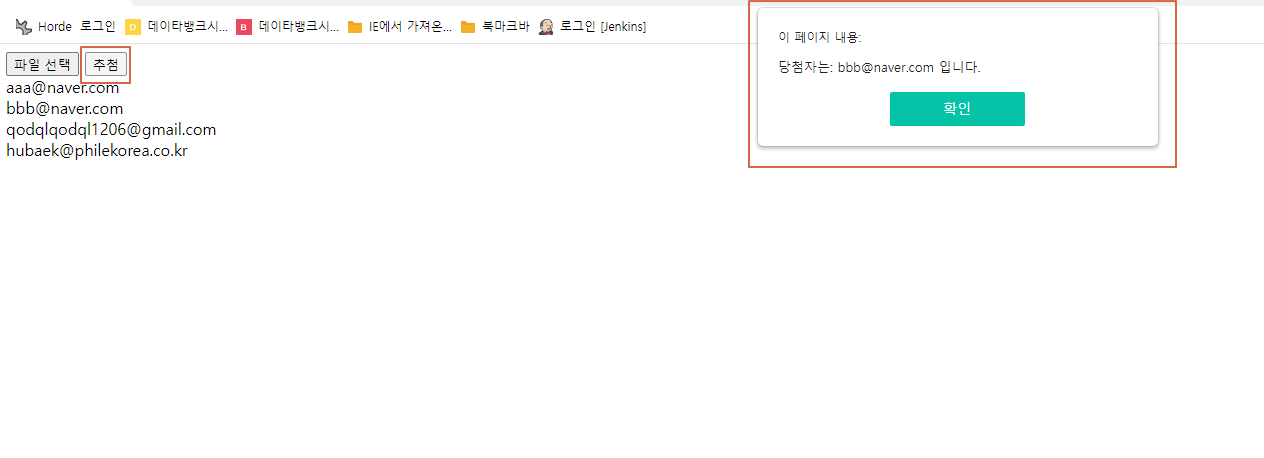 Horde 로그인 D 데이타뱅크시... B 데이타뱅크시... IE에서 가져온... 북마크바 로그인 [Jenkins]
파일 선택 추첨
aaa@naver.com
bbb@naver.com
qodqlqodql1206@gmail.com
hubaek@philekorea.co.kr
이 페이지 내용:
당첨자는: bbb@naver.com 입니다.
확인